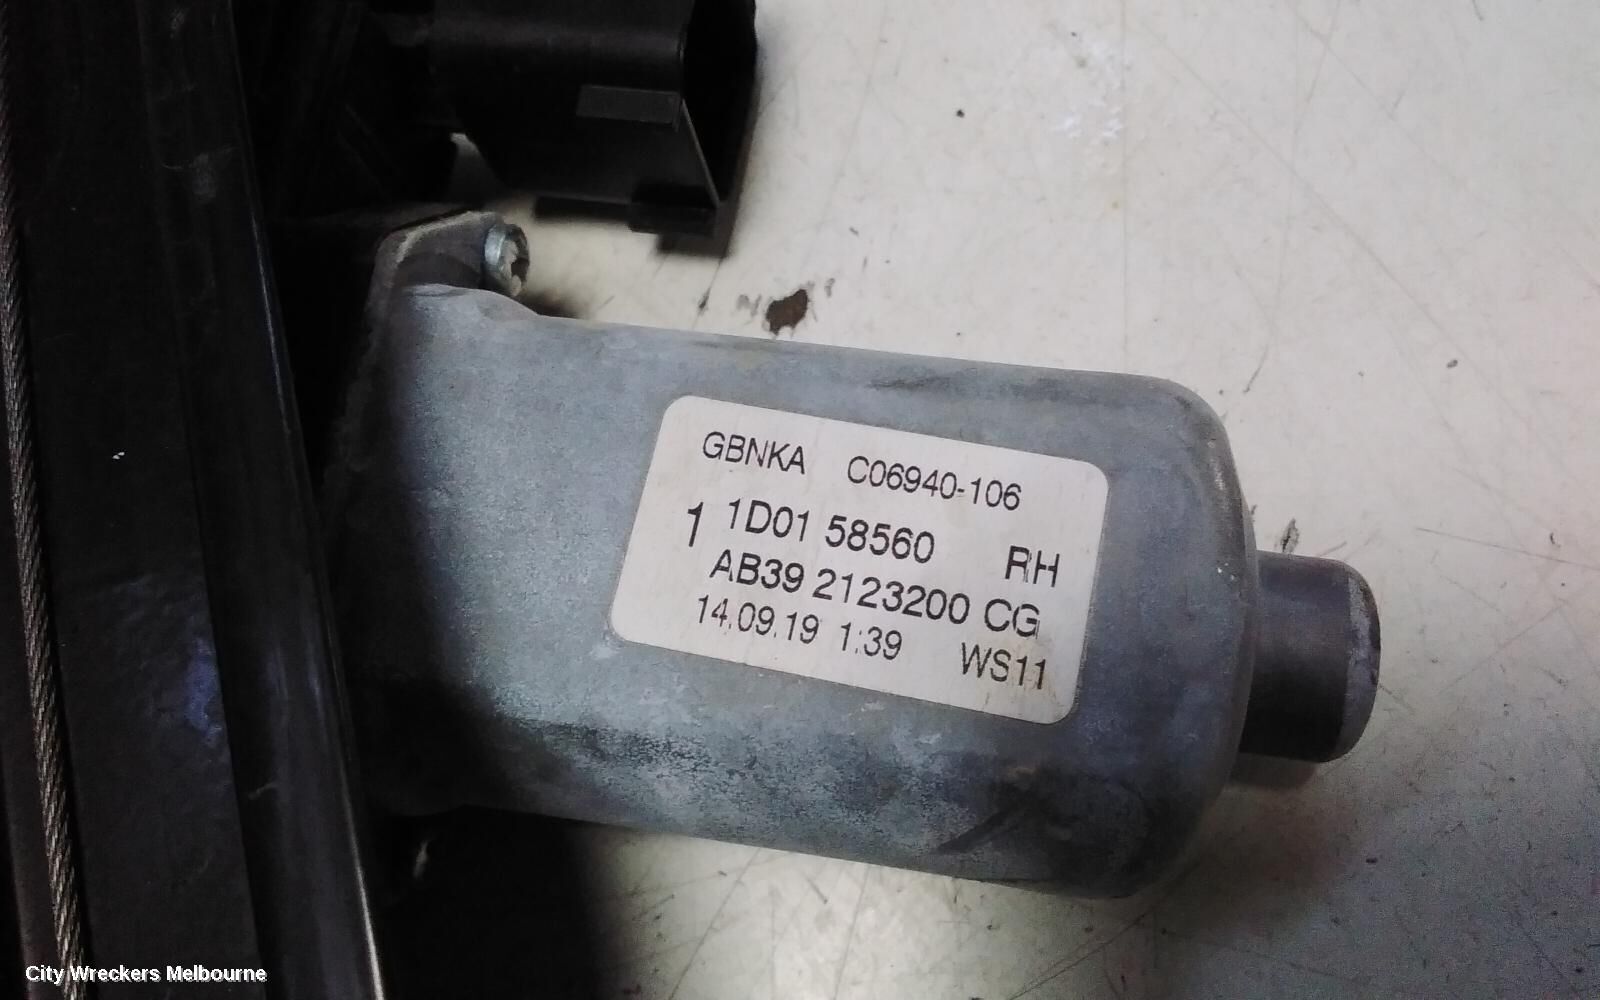 GBNKA C06940-106
1 1D01 58560 RH
AB39 2123200 CG
14.09.19 1:39 WS11
City Wreckers Melbourne